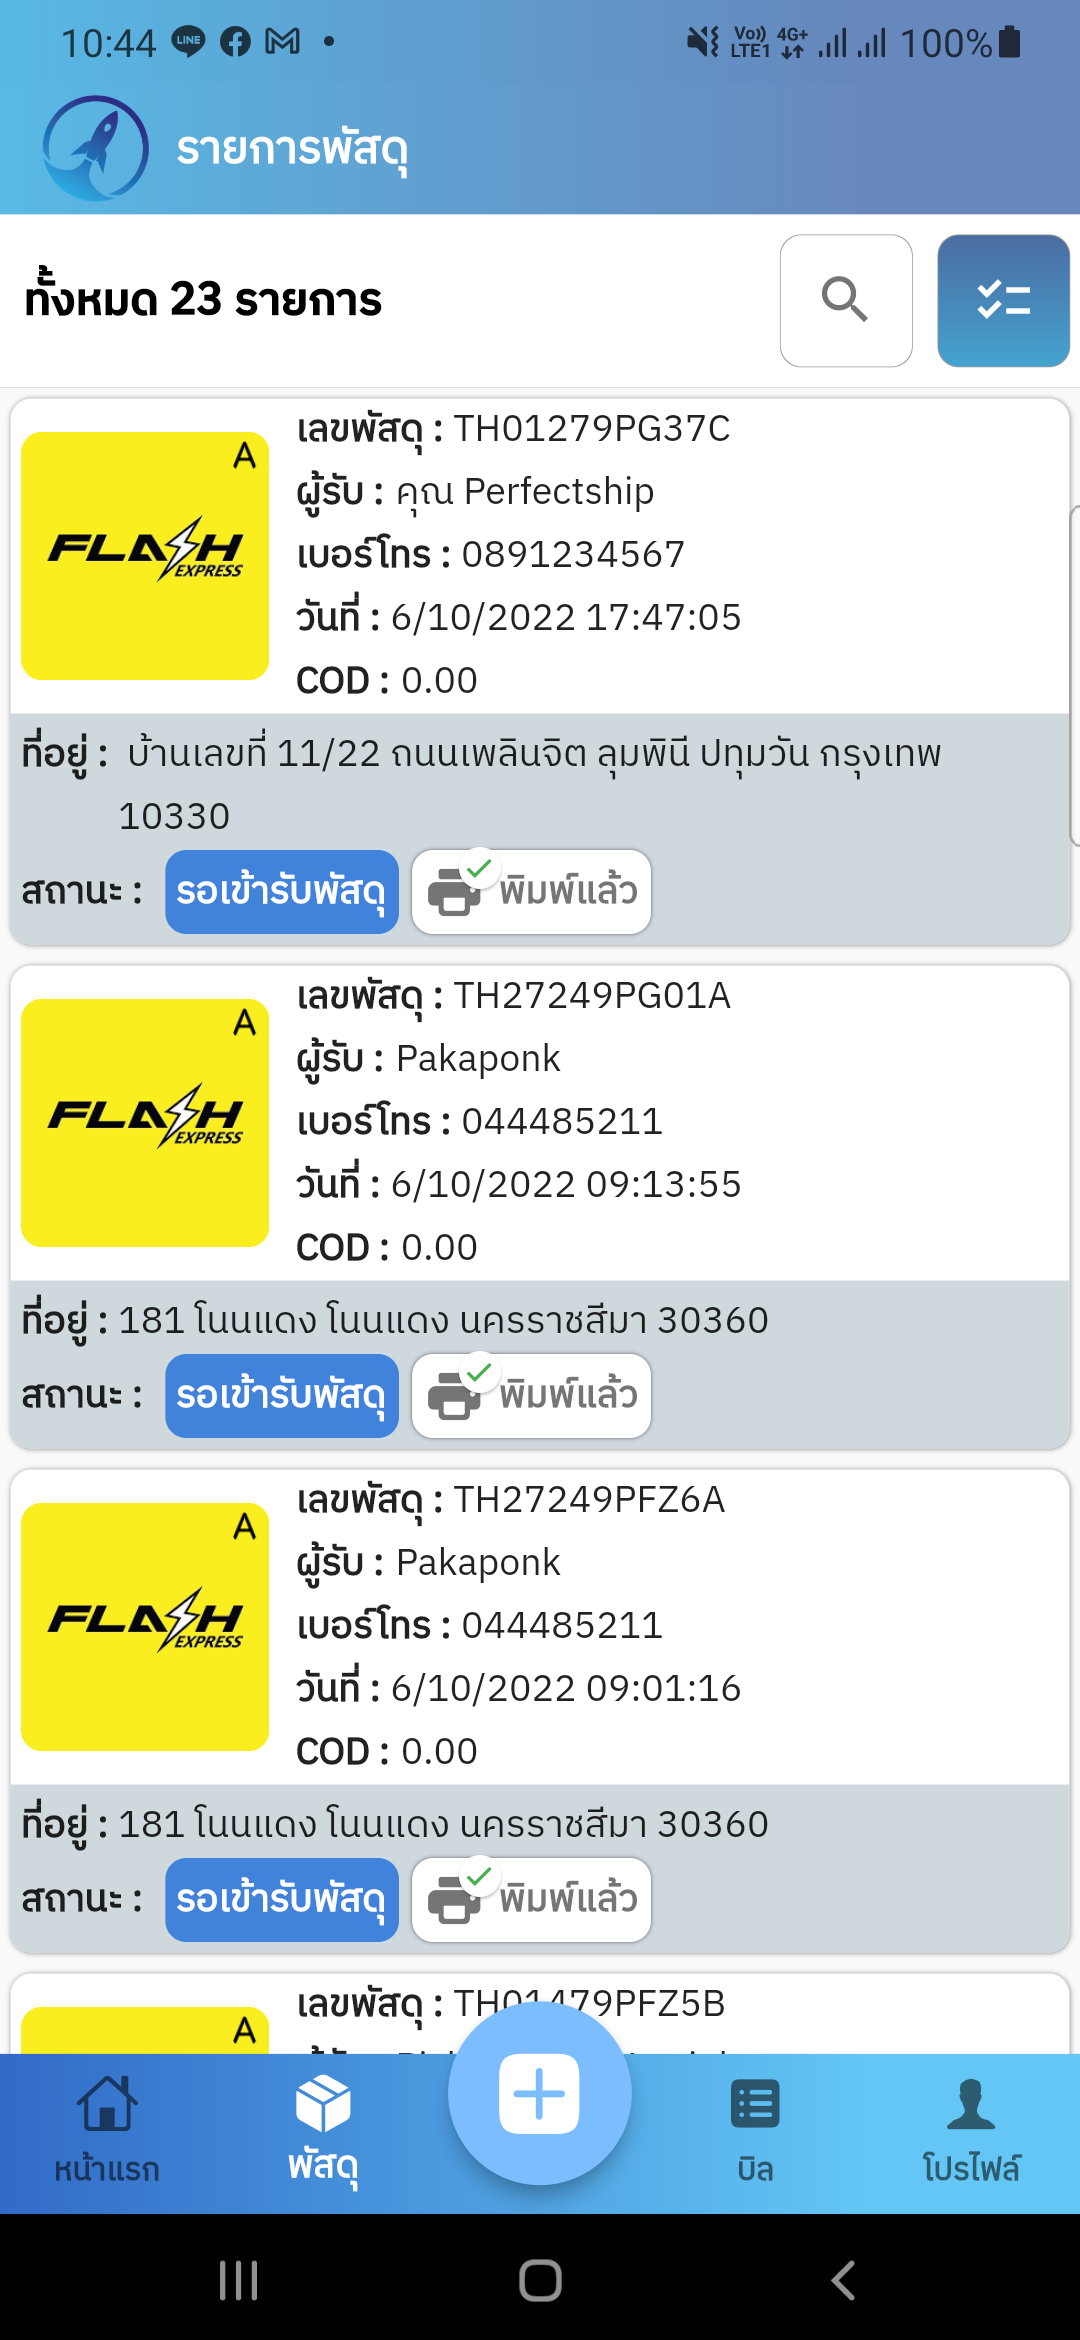 10:44 LINE Vo)) LTE1 4G+ 100%
รายการพัสดุ
ทั้งหมด 23 รายการ
A
FLASH EXPRESS
เลขพัสดุ : TH01279PG37C
ผู้รับ : คุณ Perfectship
เบอร์โทร : 0891234567
วันที่ : 6/10/2022 17:47:05
COD : 0.00
ที่อยู่ : บ้านเลขที่ 11/22 ถนนเพลินจิต ลุมพินี ปทุมวัน กรุงเทพ
10330
สถานะ : รอเข้ารับพัสดุ พิมพ์แล้ว
A
FLASH EXPRESS
เลขพัสดุ : TH27249PG01A
ผู้รับ : Pakaponk
เบอร์โทร : 044485211
วันที่ : 6/10/2022 09:13:55
COD : 0.00
ที่อยู่ : 181 โนนแดง โนนแดง นครราชสีมา 30360
สถานะ : รอเข้ารับพัสดุ พิมพ์แล้ว
A
FLASH EXPRESS
เลขพัสดุ : TH27249PFZ6A
ผู้รับ : Pakaponk
เบอร์โทร : 044485211
วันที่ : 6/10/2022 09:01:16
COD : 0.00
ที่อยู่ : 181 โนนแดง โนนแดง นครราชสีมา 30360
สถานะ : รอเข้ารับพัสดุ พิมพ์แล้ว
A
เลขพัสดุ : TH01479PFZ5B
หน้าแรก
พัสดุ
บิล
โปรไฟล์